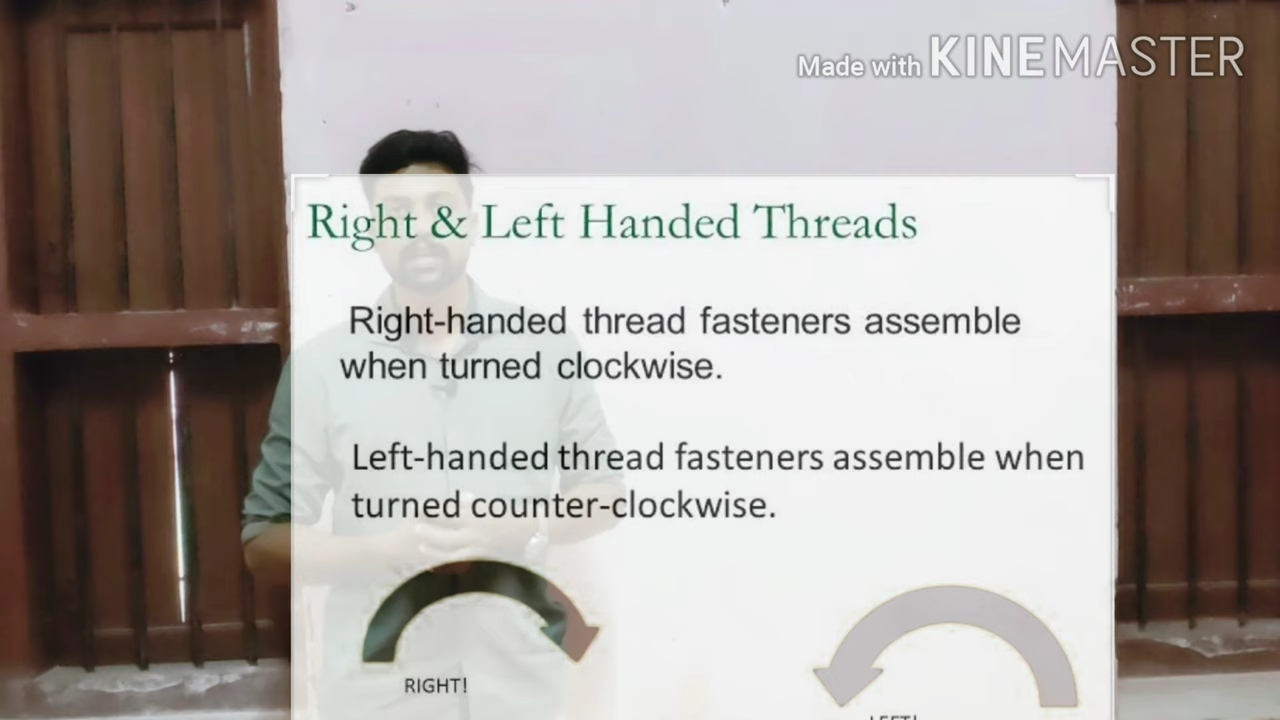 Made with KINEMASTER
Right & Left Handed Threads
Right-handed thread fasteners assemble
when turned clockwise.
Left-handed thread fasteners assemble when
turned counter-clockwise.
RIGHT!
LEFT!